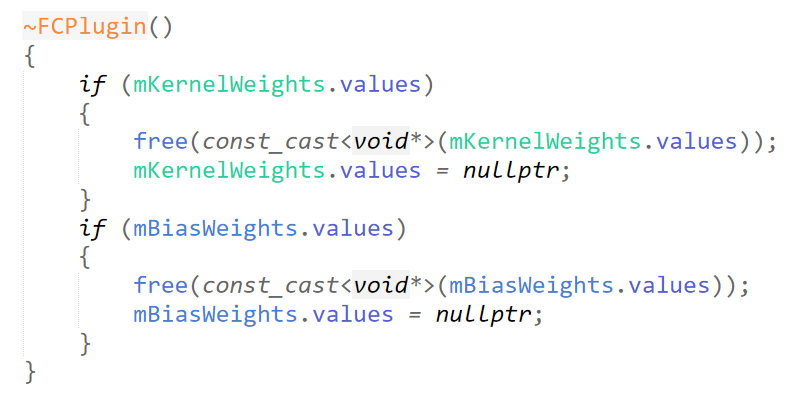 ~FCPlugin()
{
    if (mKernelWeights.values)
    {
        free(const_cast<void*>(mKernelWeights.values));
        mKernelWeights.values = nullptr;
    }
    if (mBiasWeights.values)
    {
        free(const_cast<void*>(mBiasWeights.values));
        mBiasWeights.values = nullptr;
    }
}